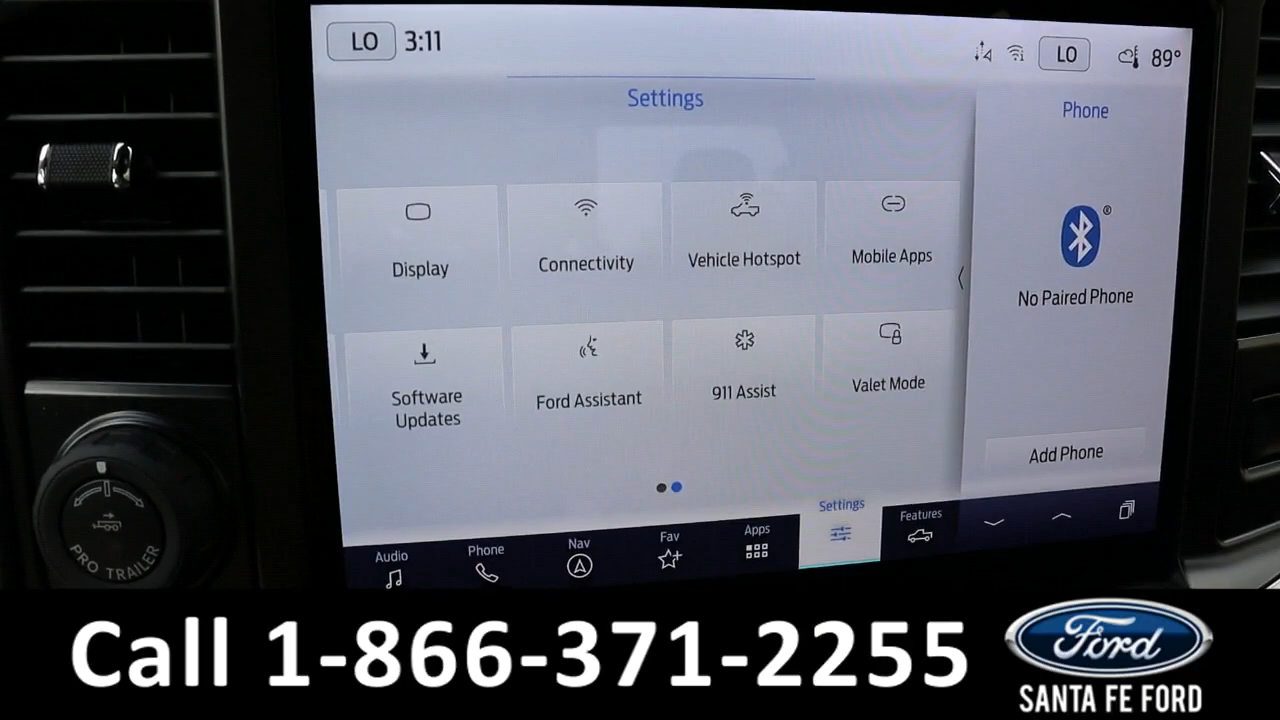 LO 3:11
LO 89°
Settings
Phone
Display
Connectivity
Vehicle Hotspot
Mobile Apps
®
No Paired Phone
Software
Updates
Ford Assistant
911 Assist
Valet Mode
Add Phone
Audio
Phone
Nav
Fav
Apps
Settings
Features
PRO TRAILER
Call 1-866-371-2255
Ford
SANTA FE FORD